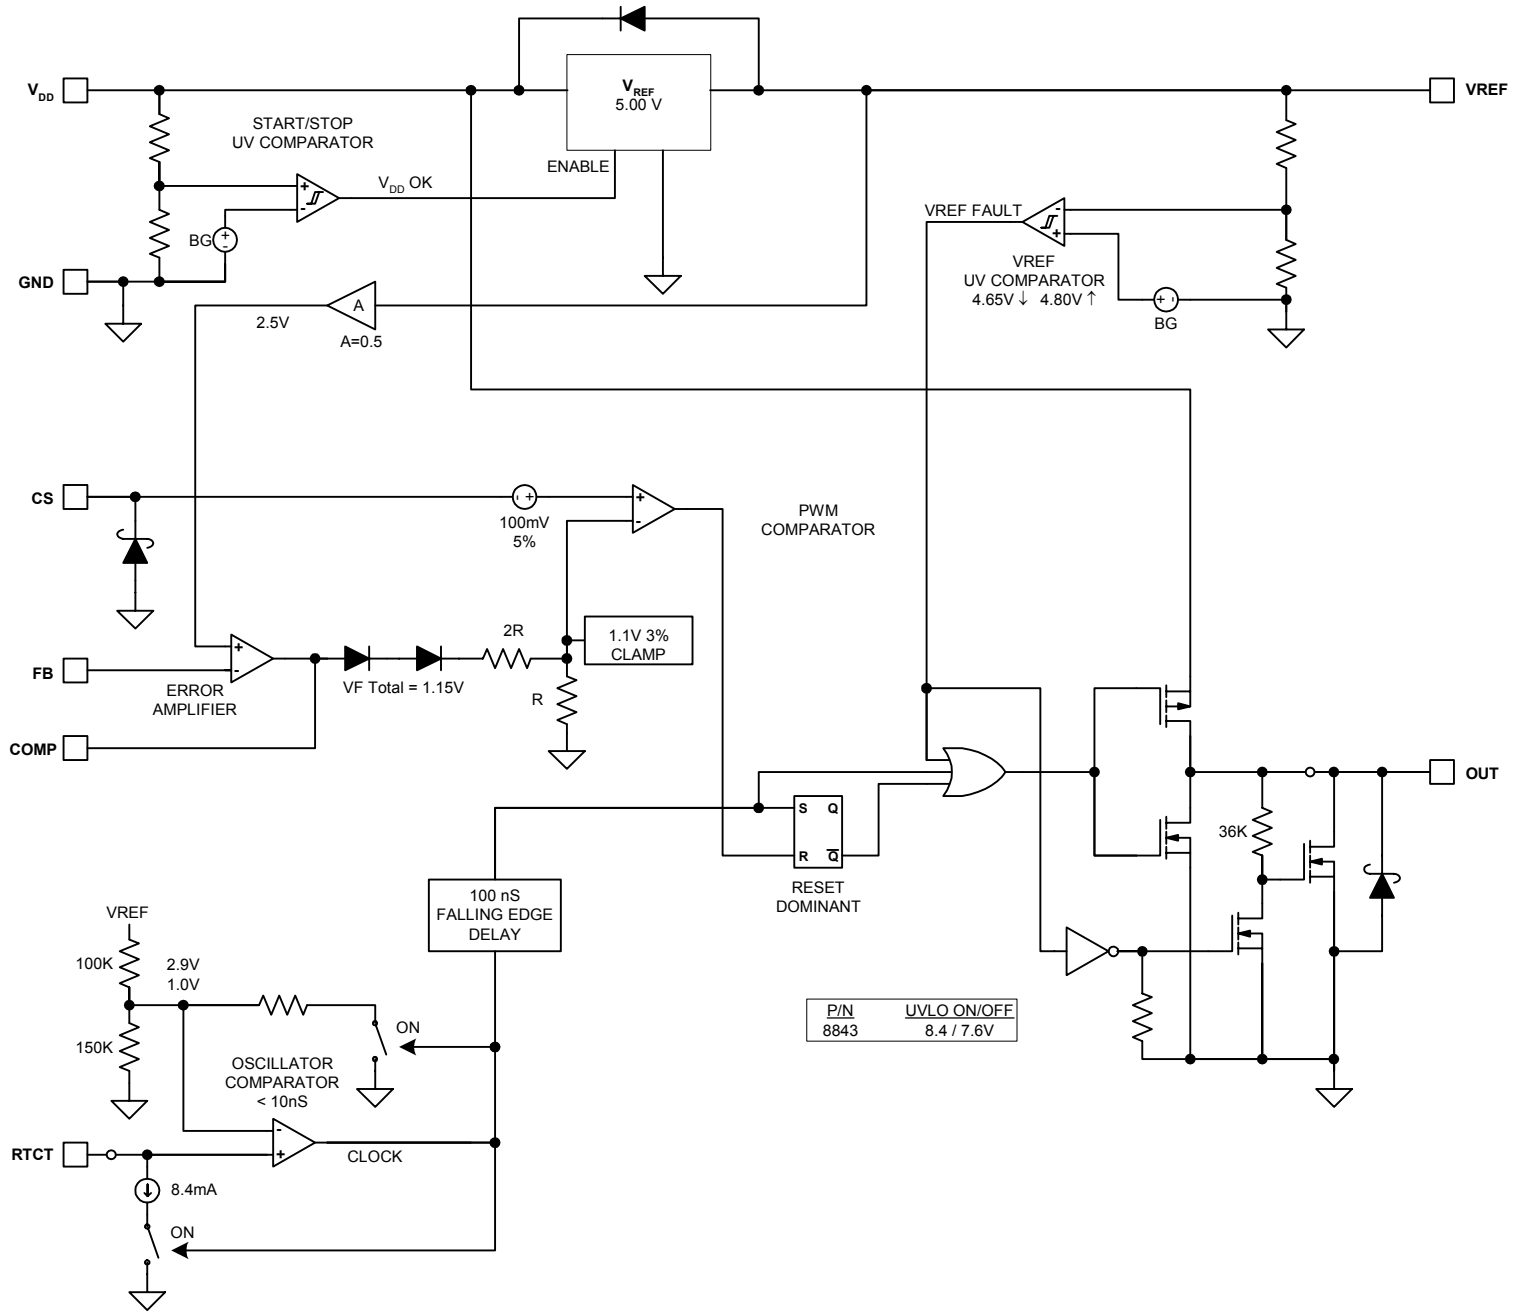 V_DD
V_REF
5.00 V
VREF
START/STOP
UV COMPARATOR
ENABLE
V_DD OK
+
-
BG
+
-
GND
VREF FAULT
-
+
VREF
UV COMPARATOR
4.65V ↓ 4.80V ↑
+ -
BG
2.5V
A
A=0.5
CS
- +
100mV
5%
+
-
PWM
COMPARATOR
2R
1.1V 3%
CLAMP
FB
+
-
ERROR
AMPLIFIER
VF Total = 1.15V
R
COMP
OUT
S Q
R Q̅
RESET
DOMINANT
36K
100 nS
FALLING EDGE
DELAY
VREF
100K
2.9V
1.0V
150K
ON
OSCILLATOR
COMPARATOR
< 10nS
P/N UVLO ON/OFF
8843 8.4 / 7.6V
-
+
RTCT
CLOCK
8.4mA
ON